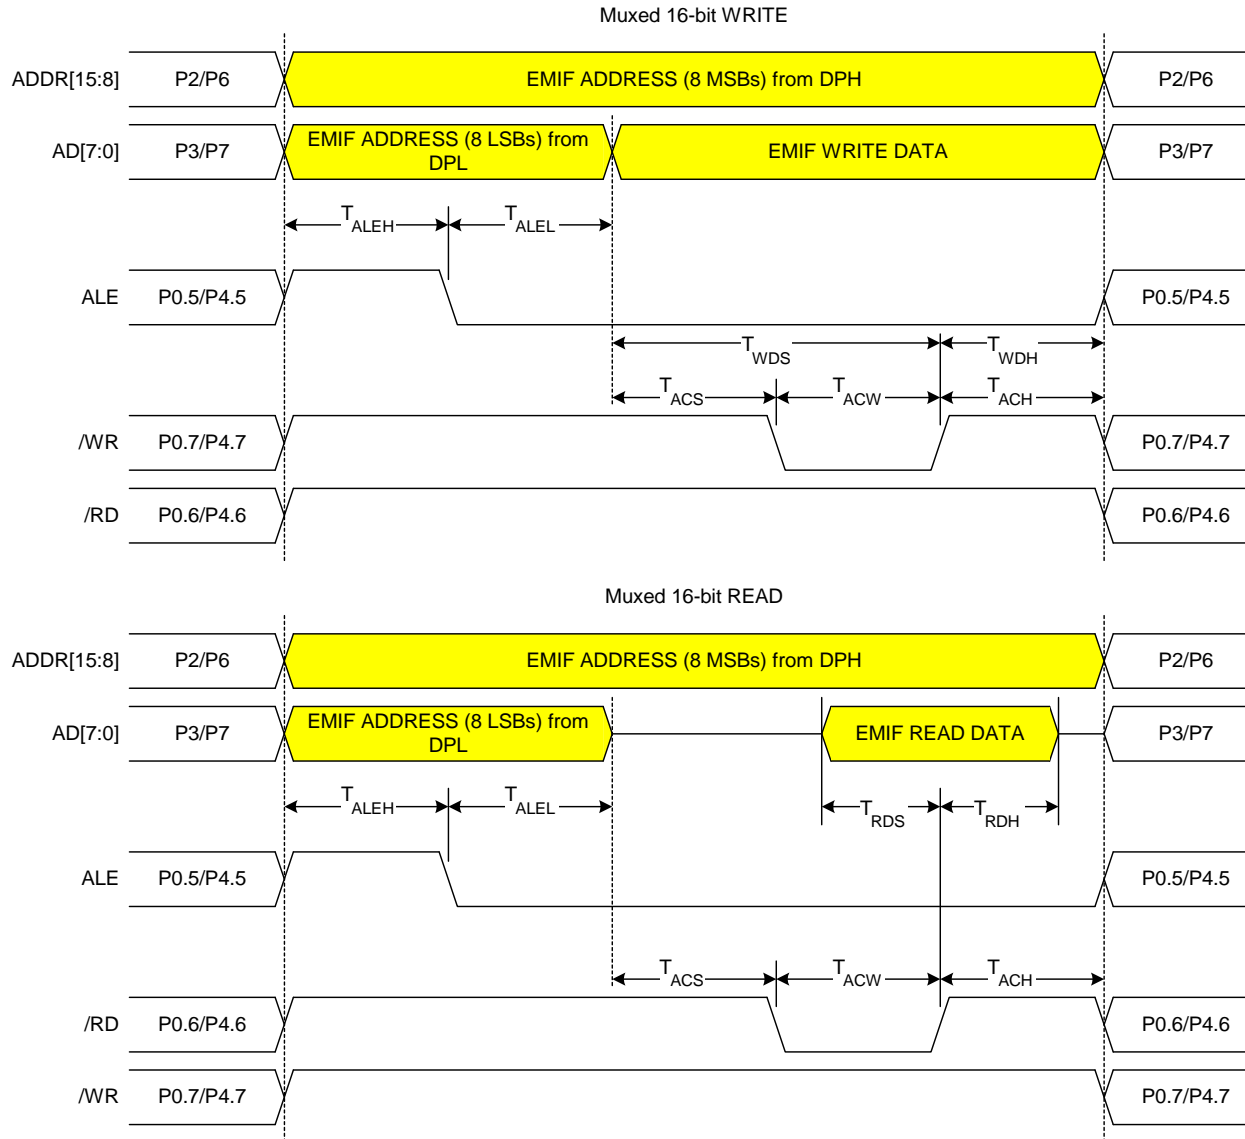 Muxed 16-bit WRITE
ADDR[15:8] P2/P6 EMIF ADDRESS (8 MSBs) from DPH P2/P6
AD[7:0] P3/P7 EMIF ADDRESS (8 LSBs) from DPL EMIF WRITE DATA P3/P7
TALEH TALEL
ALE P0.5/P4.5 P0.5/P4.5
TWDS TWDH
TACS TACW TACH
/WR P0.7/P4.7 P0.7/P4.7
/RD P0.6/P4.6 P0.6/P4.6
Muxed 16-bit READ
ADDR[15:8] P2/P6 EMIF ADDRESS (8 MSBs) from DPH P2/P6
AD[7:0] P3/P7 EMIF ADDRESS (8 LSBs) from DPL EMIF READ DATA P3/P7
TALEH TALEL TRDS TRDH
ALE P0.5/P4.5 P0.5/P4.5
TACS TACW TACH
/RD P0.6/P4.6 P0.6/P4.6
/WR P0.7/P4.7 P0.7/P4.7